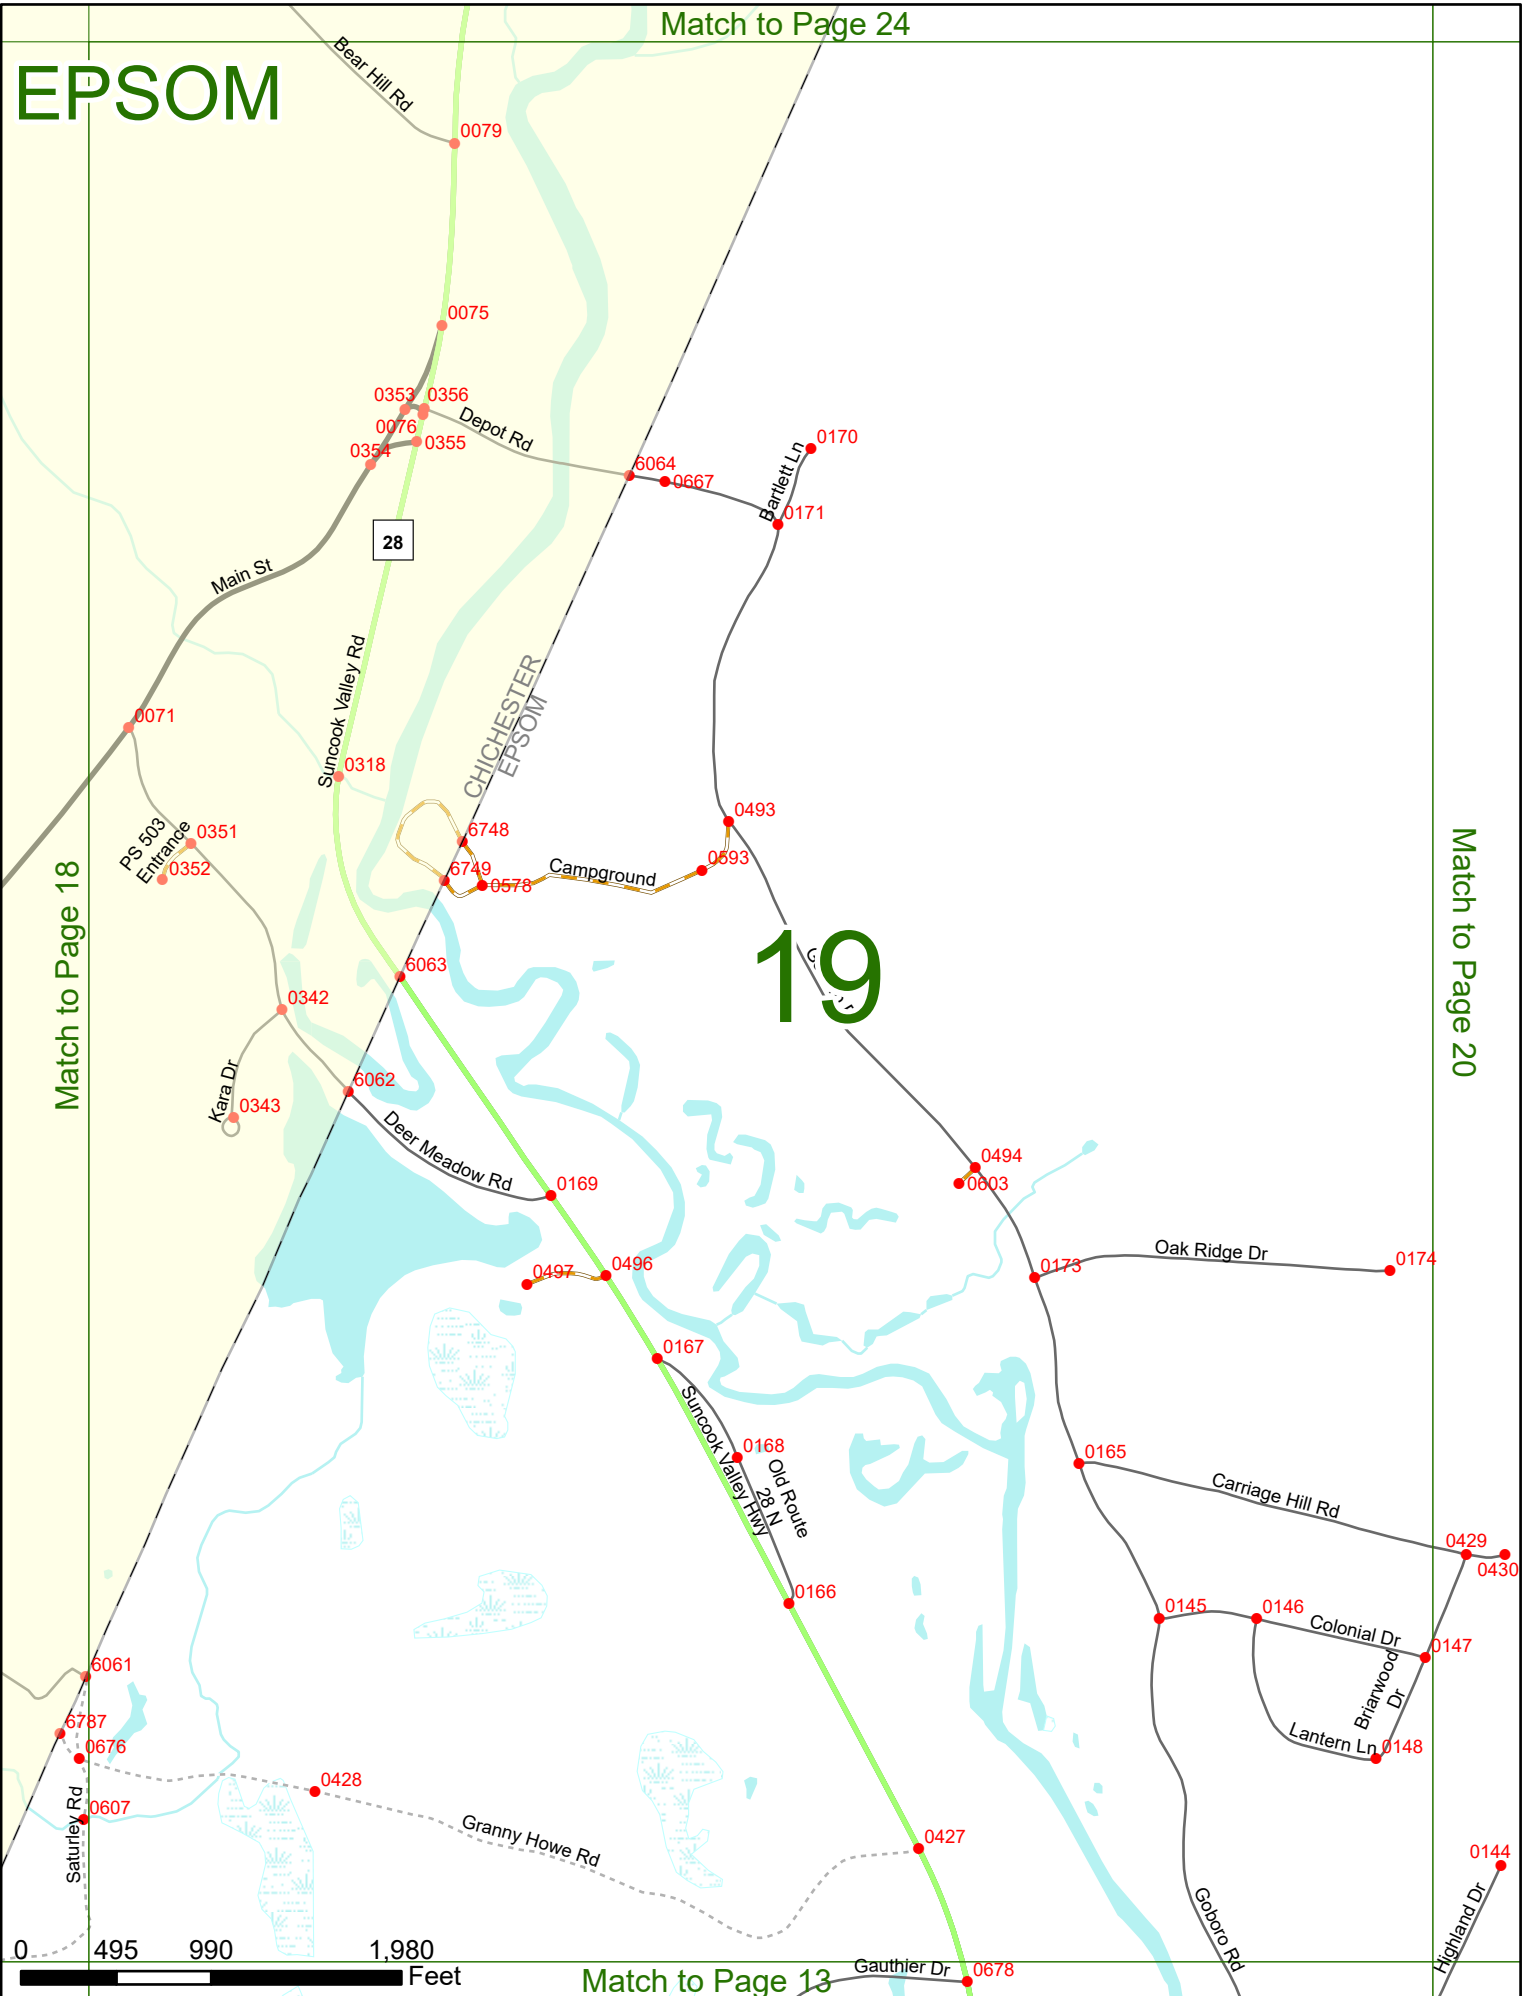 Match to Page 24
EPSOM
Bear Hill Rd
0079
0075
0353
0356
0076
0355
0354
Depot Rd
6064
0667
Bartlett Ln
0170
0171
28
Main St
Suncook Valley Rd
CHICHESTER
EPSOM
0071
0318
0351
PS 503
Entrance
0352
6748
6749
0578
Campground
0593
0493
Match to Page 18
Match to Page 20
19
6063
0342
6062
Kara Dr
0343
Deer Meadow Rd
0169
0494
0603
0497
0496
0173
Oak Ridge Dr
0174
0167
Suncook Valley Hwy
0168
Old Route
28 N
0165
Carriage Hill Rd
0429
0430
0166
0145
0146
Colonial Dr
0147
Briarwood
Dr
Lantern Ln
0148
6061
6787
0676
0428
0607
Saturley Rd
Granny Howe Rd
0427
0144
Goboro Rd
Highland Dr
0 495 990 1,980
Feet
Match to Page 13
Gauthier Dr
0678